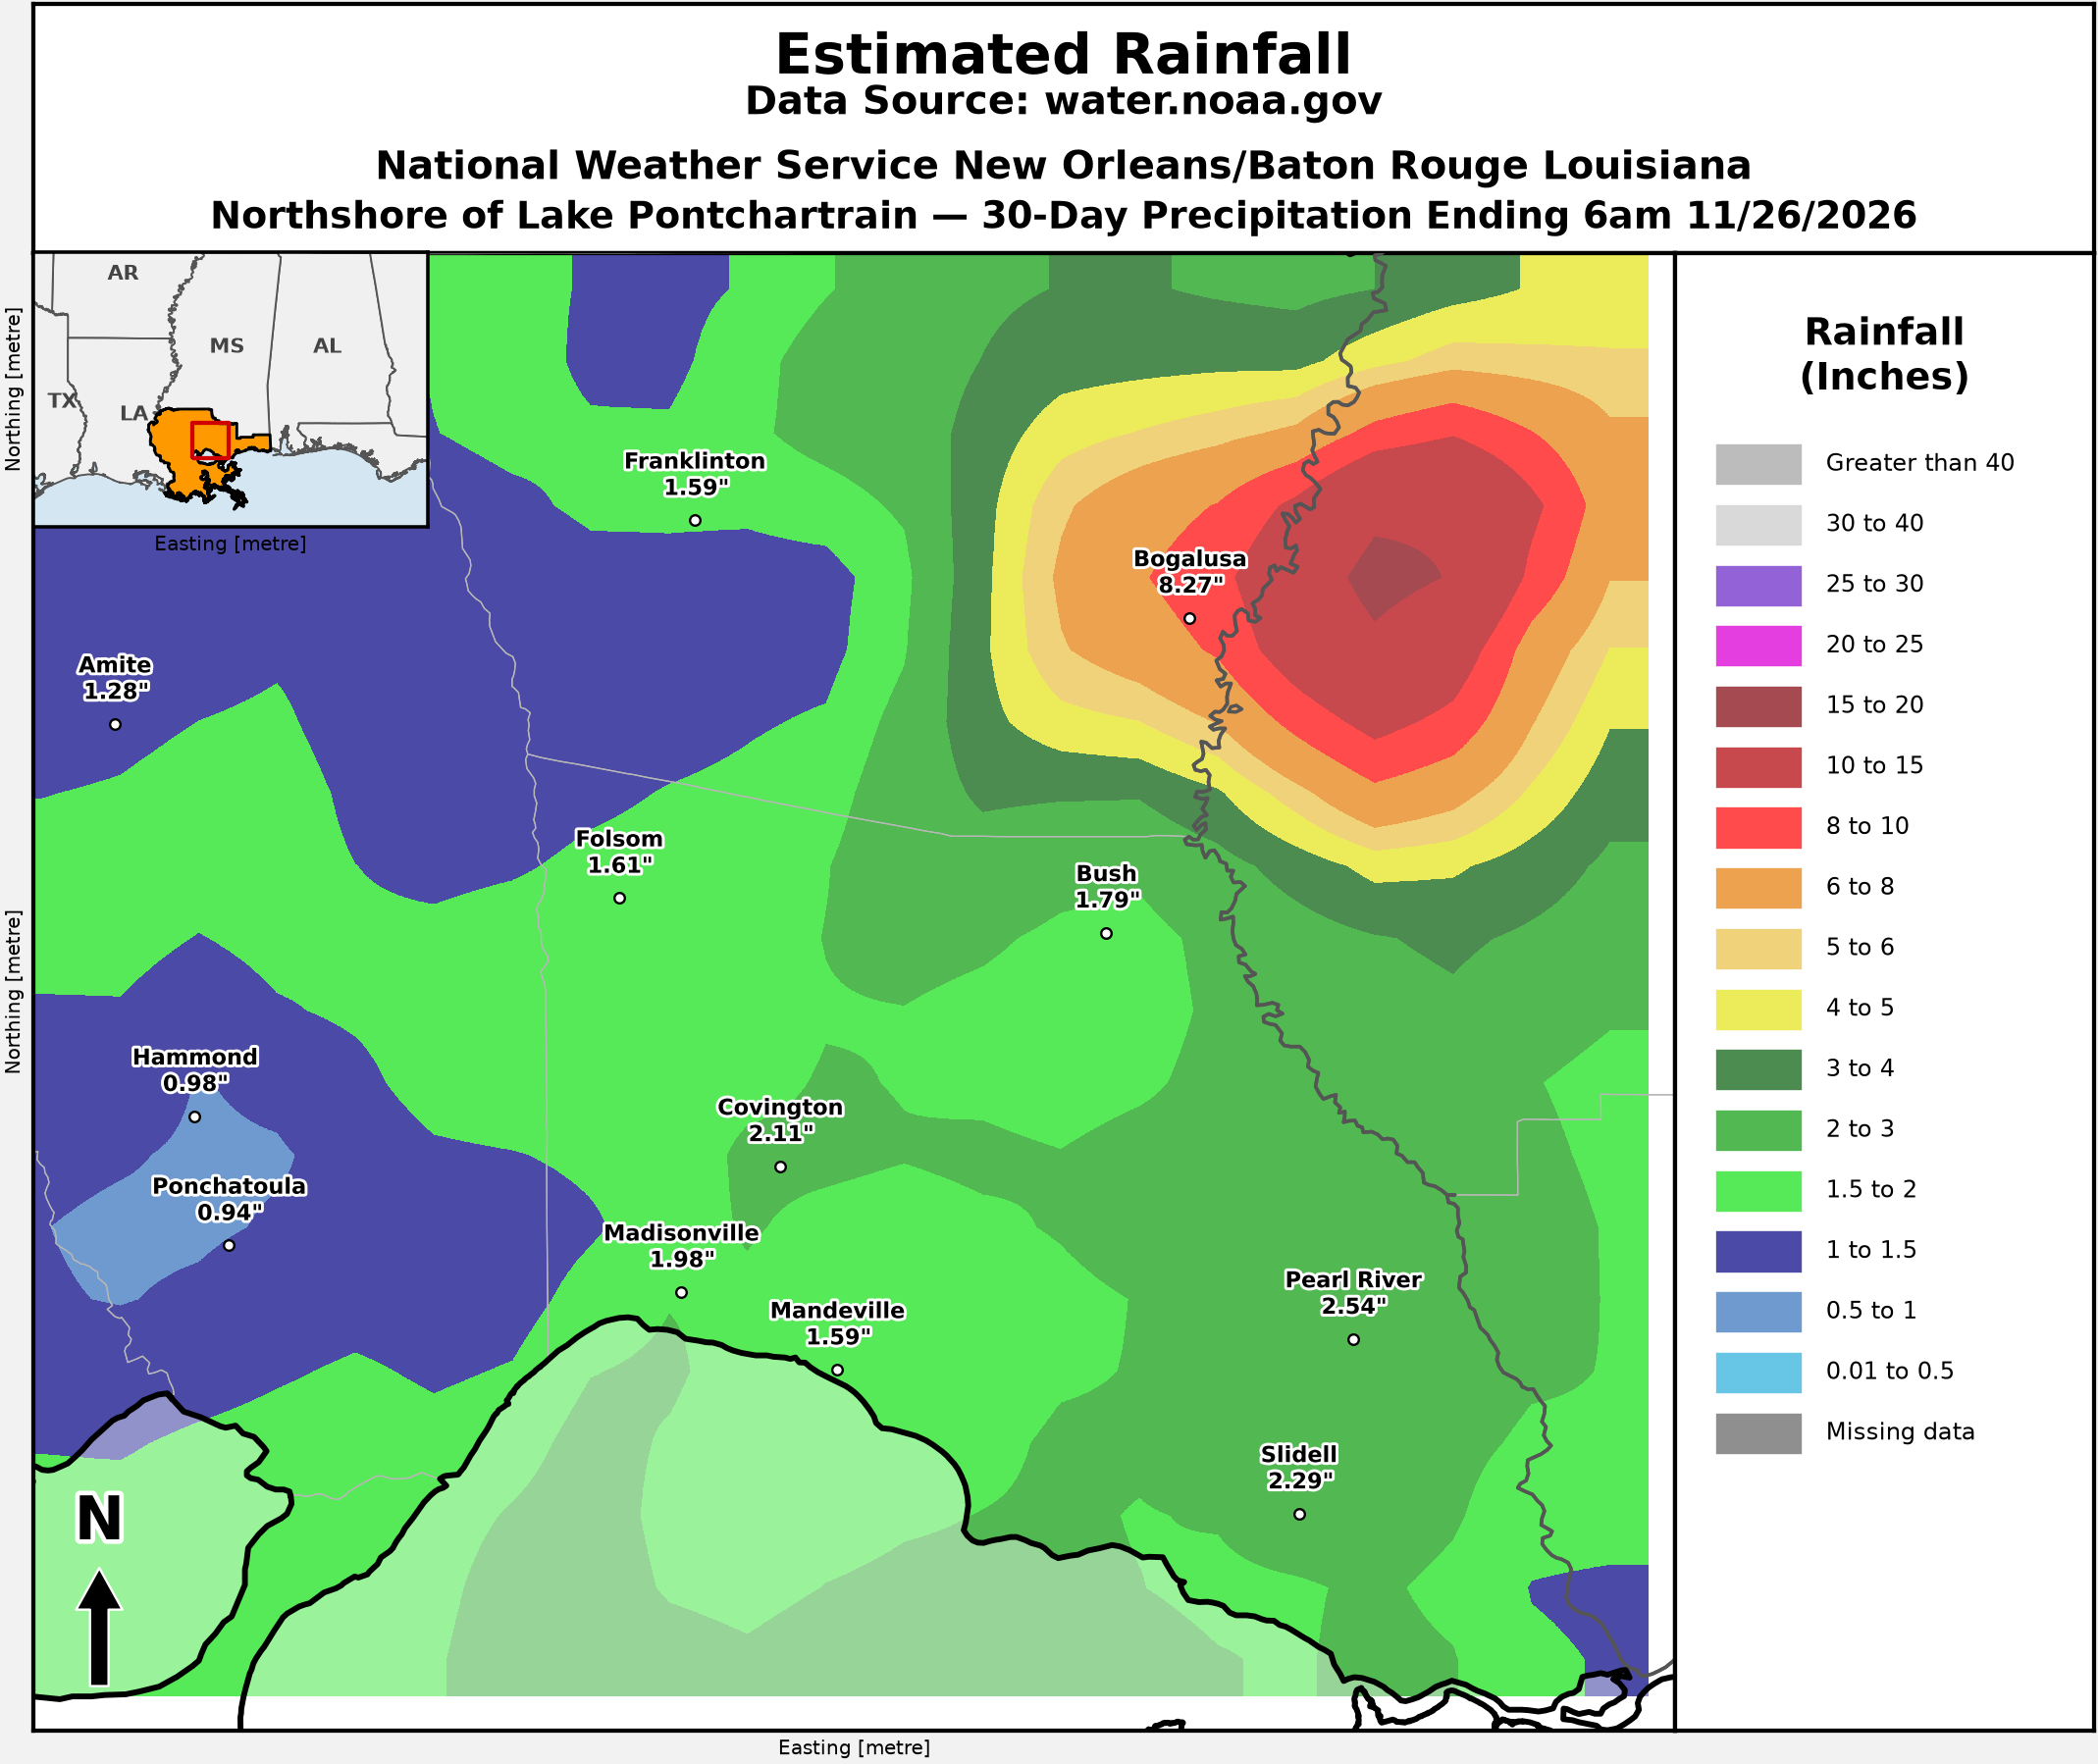 Estimated Rainfall
Data Source: water.noaa.gov
National Weather Service New Orleans/Baton Rouge Louisiana
Northshore of Lake Pontchartrain — 30-Day Precipitation Ending 6am 11/26/2026
Northing [metre]
AR
MS
AL
TX
LA
Easting [metre]
Franklinton
1.59"
Bogalusa
8.27"
Amite
1.28"
Folsom
1.61"
Bush
1.79"
Northing [metre]
Hammond
0.98"
Covington
2.11"
Ponchatoula
0.94"
Madisonville
1.98"
Mandeville
1.59"
Pearl River
2.54"
Slidell
2.29"
N
Easting [metre]
Rainfall
(Inches)
Greater than 40
30 to 40
25 to 30
20 to 25
15 to 20
10 to 15
8 to 10
6 to 8
5 to 6
4 to 5
3 to 4
2 to 3
1.5 to 2
1 to 1.5
0.5 to 1
0.01 to 0.5
Missing data